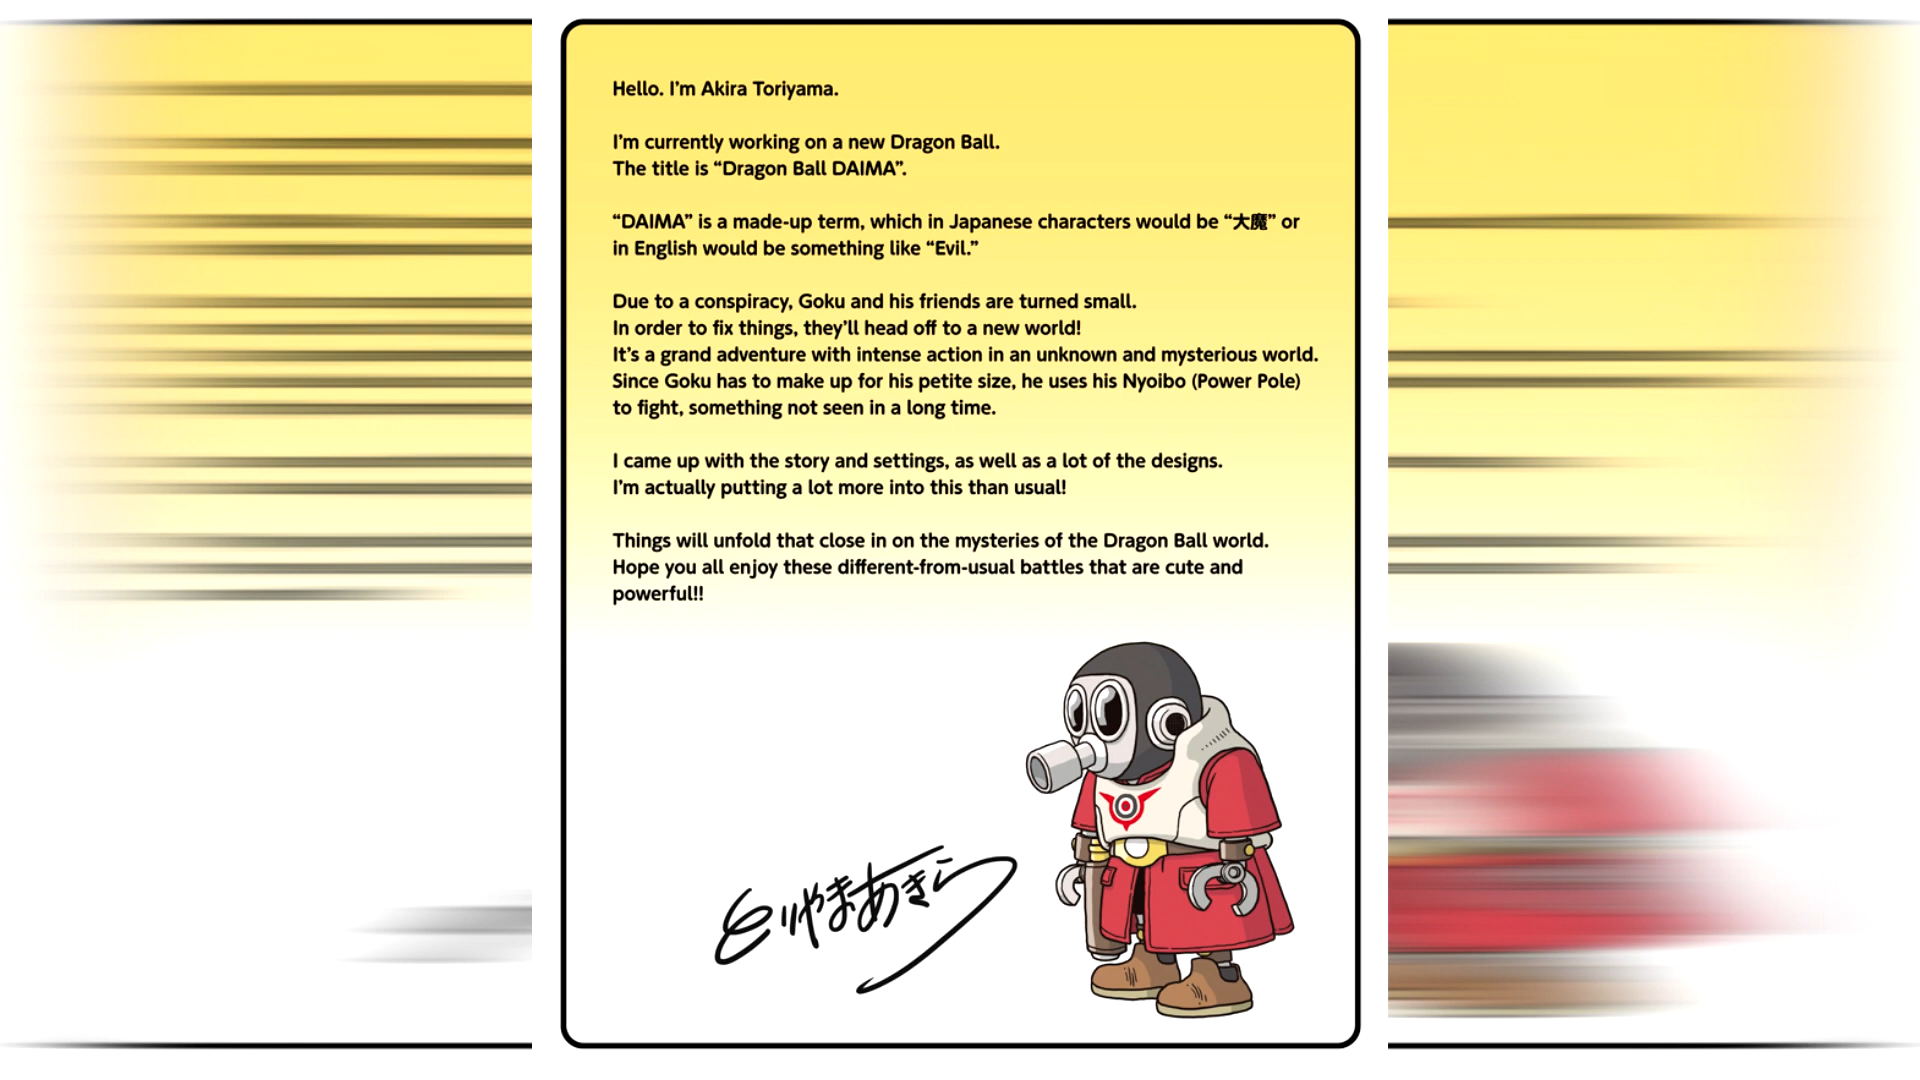 Hello. I'm Akira Toriyama.
I'm currently working on a new Dragon Ball.
The title is “Dragon Ball DAIMA”.
“DAIMA” is a made-up term, which in Japanese characters would be “大魔” or
in English would be something like “Evil.”
Due to a conspiracy, Goku and his friends are turned small.
In order to fix things, they'll head off to a new world!
It's a grand adventure with intense action in an unknown and mysterious world.
Since Goku has to make up for his petite size, he uses his Nyoibo (Power Pole)
to fight, something not seen in a long time.
I came up with the story and settings, as well as a lot of the designs.
I'm actually putting a lot more into this than usual!
Things will unfold that close in on the mysteries of the Dragon Ball world.
Hope you all enjoy these different-from-usual battles that are cute and
powerful!!
とりやまあきら